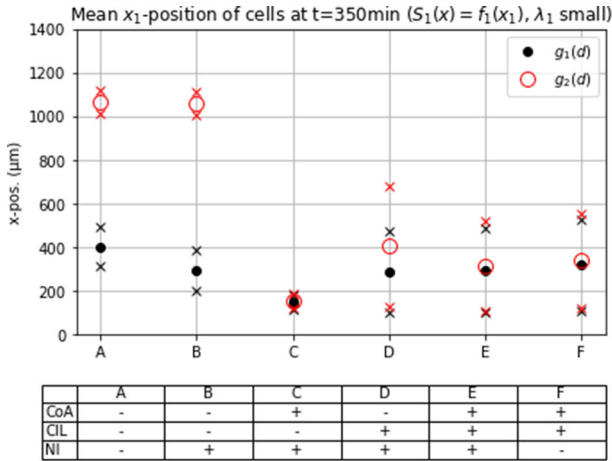 Mean x₁-position of cells at t=350min (S₁(x) = f₁(x₁), λ₁ small)
1400
1200
1000
800
600
400
200
0
x-pos. (μm)
g₁(d)
g₂(d)
A B C D E F
A B C D E F
CoA - - + - + +
CIL - - - + + +
NI - + + + + -